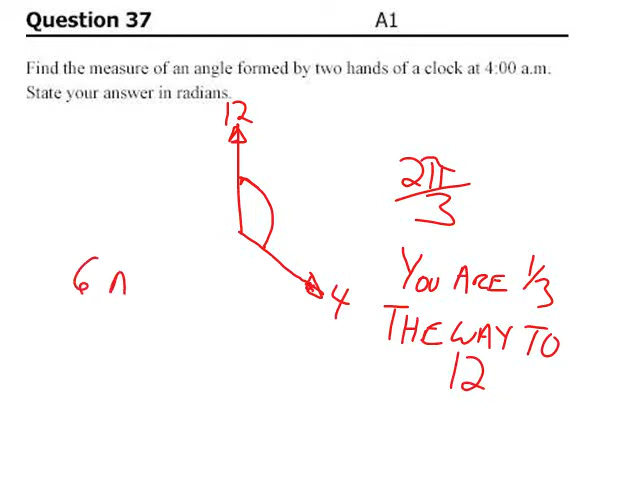 Question 37 A1
Find the measure of an angle formed by two hands of a clock at 4:00 a.m.
State your answer in radians.
12
2π
3
6 n
4
YOU ARE 1/3
THE WAY TO
12